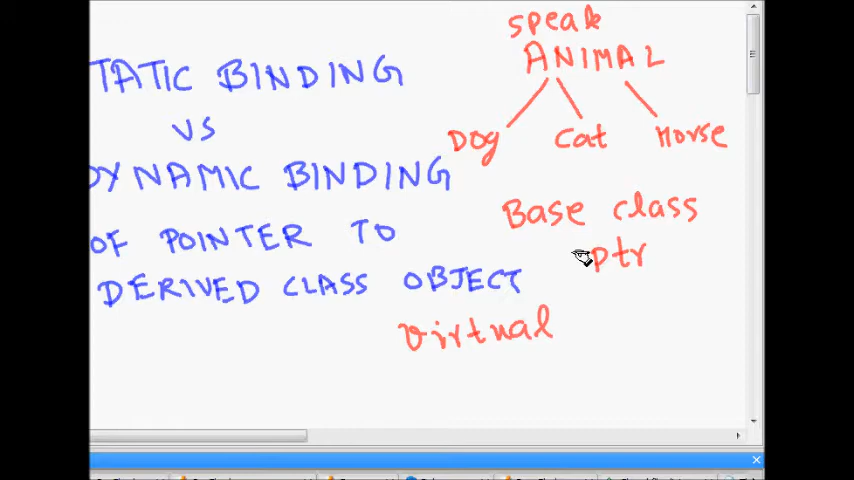 TATIC BINDING
VS
DYNAMIC BINDING
OF POINTER TO
DERIVED CLASS OBJECT
virtual
speak
ANIMAL
Dog Cat Horse
Base class
ptr